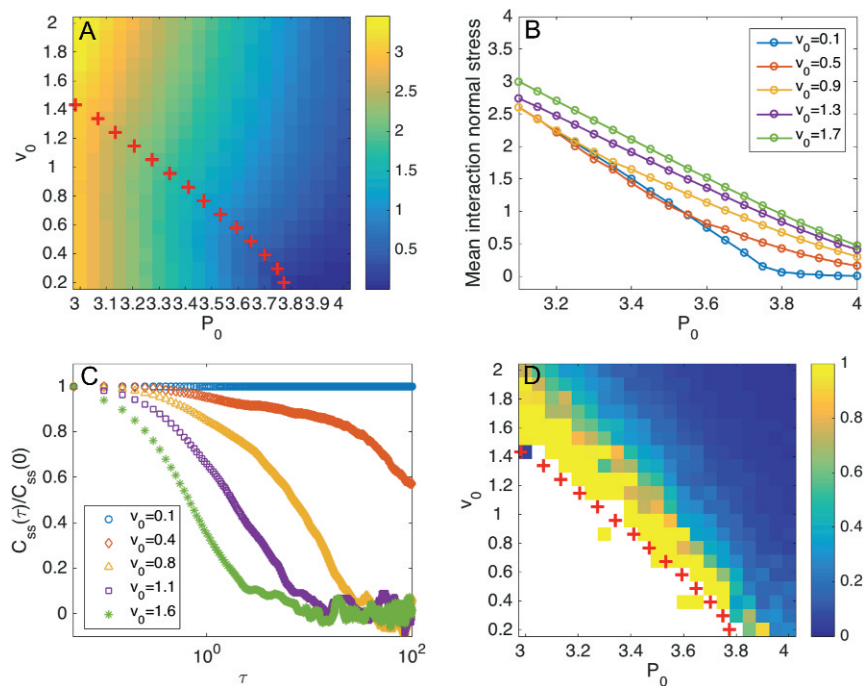 A
v₀
2
1.8
1.6
1.4
1.2
1
0.8
0.6
0.4
0.2
3 3.1 3.2 3.3 3.4 3.5 3.6 3.7 3.8 3.9 4
P₀
3
2.5
2
1.5
1
0.5
B
Mean interaction normal stress
4
3.5
3
2.5
2
1.5
1
0.5
0
3.2 3.4 3.6 3.8 4
P₀
v₀=0.1
v₀=0.5
v₀=0.9
v₀=1.3
v₀=1.7
C
Cₛₛ(τ)/Cₛₛ(0)
1
0.8
0.6
0.4
0.2
0
10⁰ 10²
τ
v₀=0.1
v₀=0.4
v₀=0.8
v₀=1.1
v₀=1.6
D
v₀
2
1.8
1.6
1.4
1.2
1
0.8
0.6
0.4
0.2
3 3.2 3.4 3.6 3.8 4
P₀
1
0.8
0.6
0.4
0.2
0